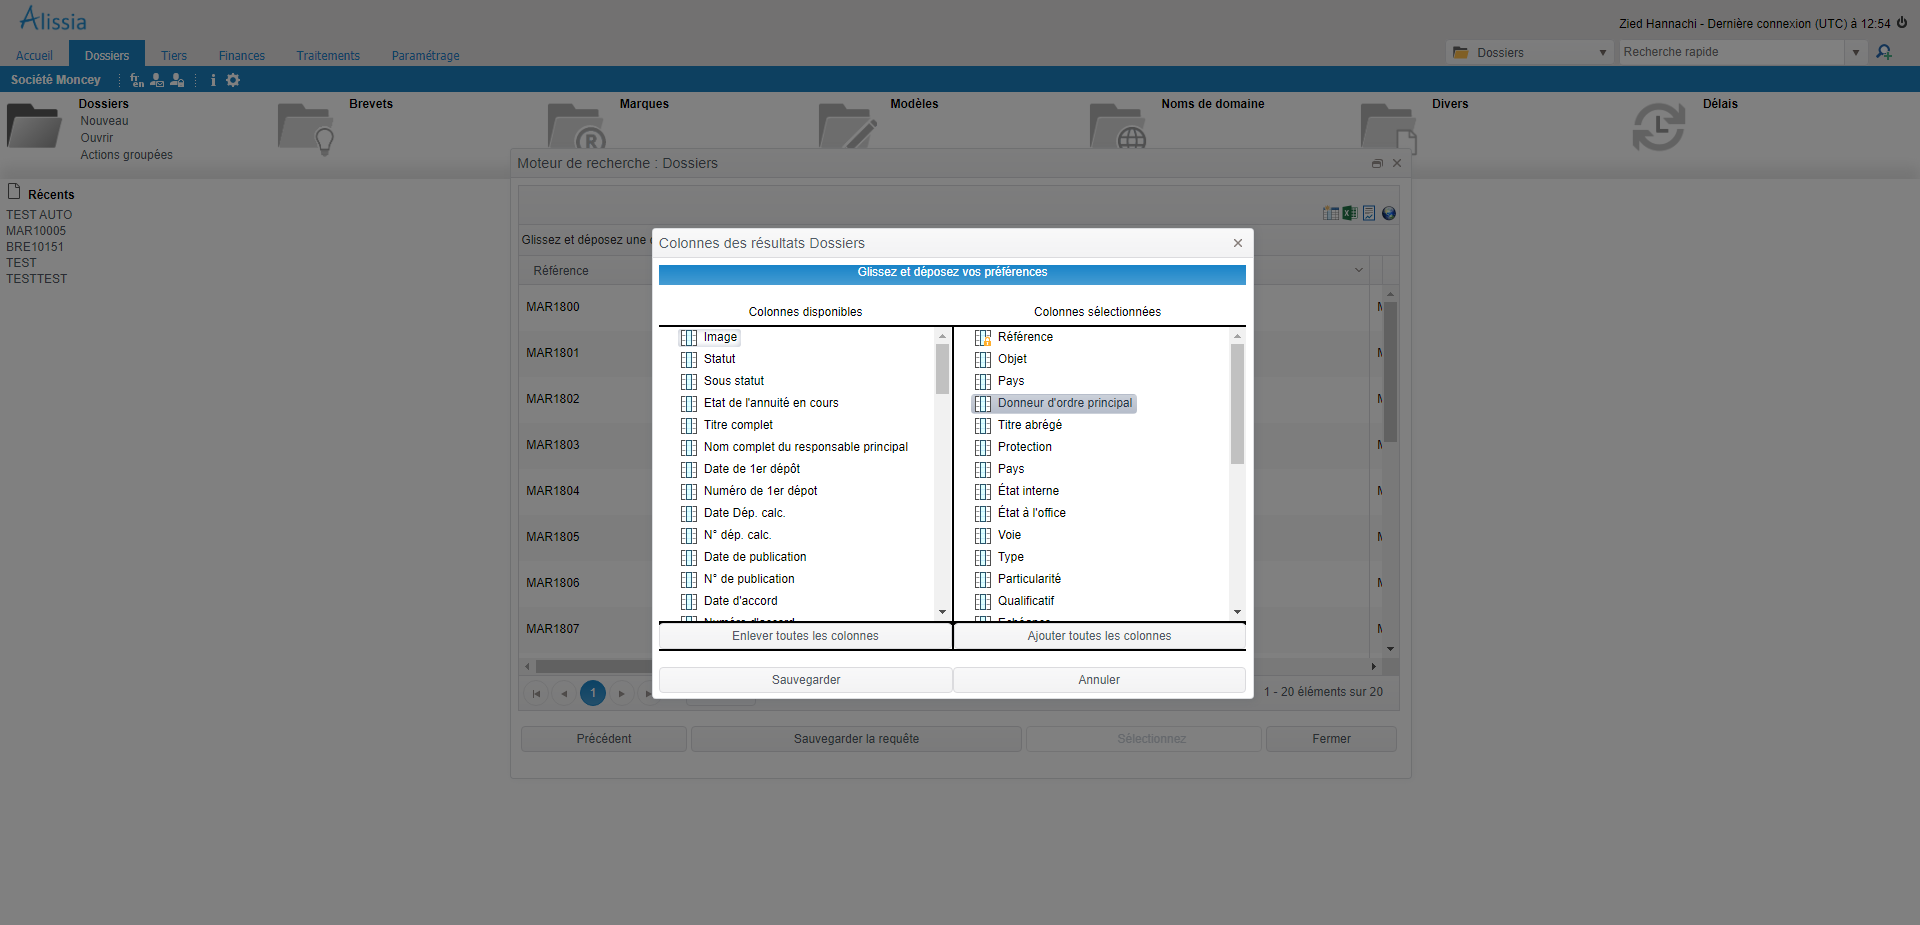 Alissia
Zied Hannachi - Dernière connexion (UTC) à 12:54
Accueil
Dossiers
Tiers
Finances
Traitements
Paramétrage
Dossiers
Recherche rapide
Société Moncey
fr
en
Dossiers
Nouveau
Ouvrir
Actions groupées
Brevets
Marques
Modèles
Noms de domaine
Divers
Délais
Récents
TEST AUTO
MAR10005
BRE10151
TEST
TESTTEST
Moteur de recherche : Dossiers
Glissez et déposez une
Référence
MAR1800
MAR1801
MAR1802
MAR1803
MAR1804
MAR1805
MAR1806
MAR1807
Colonnes des résultats Dossiers
Glissez et déposez vos préférences
Colonnes disponibles
Image
Statut
Sous statut
Etat de l'annuité en cours
Titre complet
Nom complet du responsable principal
Date de 1er dépôt
Numéro de 1er dépot
Date Dép. calc.
N° dép. calc.
Date de publication
N° de publication
Date d'accord
Numéro d'accord
Colonnes sélectionnées
Référence
Objet
Pays
Donneur d'ordre principal
Titre abrégé
Protection
Pays
État interne
État à l'office
Voie
Type
Particularité
Qualificatif
Enlever toutes les colonnes
Ajouter toutes les colonnes
Sauvegarder
Annuler
1
1 - 20 éléments sur 20
Précédent
Sauvegarder la requête
Sélectionnez
Fermer